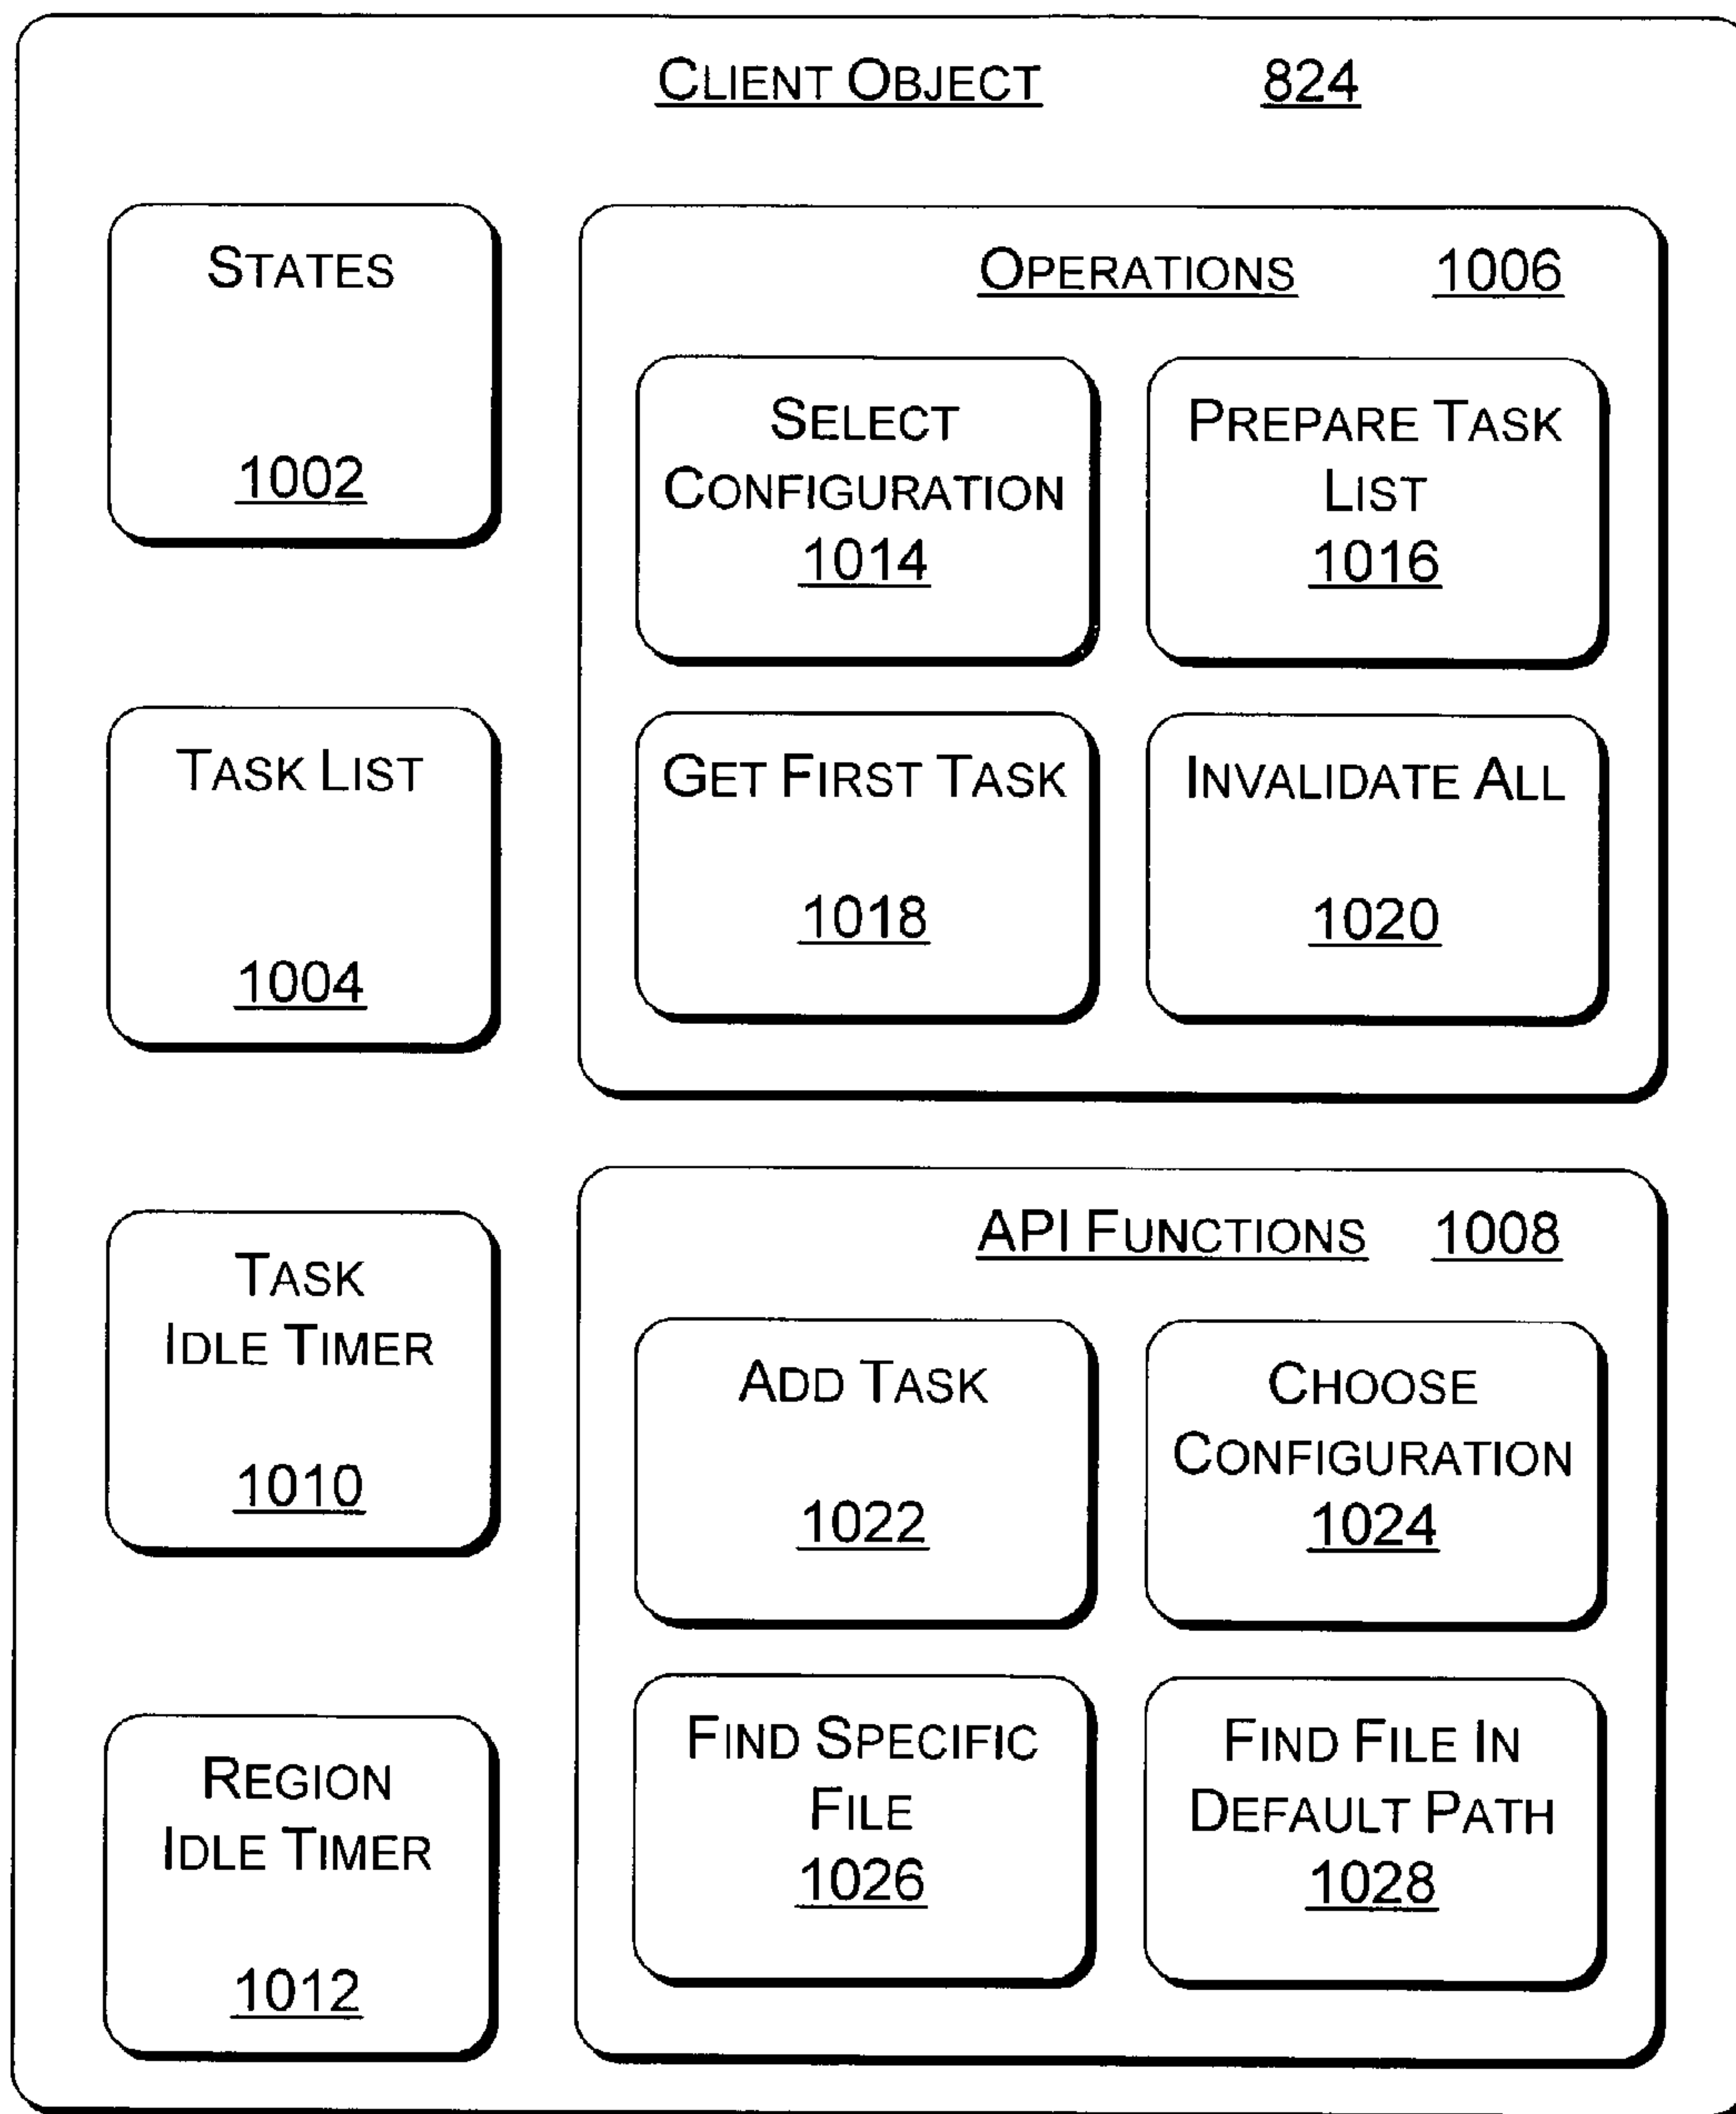 CLIENT OBJECT 824
STATES
1002
TASK LIST
1004
TASK
IDLE TIMER
1010
REGION
IDLE TIMER
1012
OPERATIONS 1006
SELECT
CONFIGURATION
1014
PREPARE TASK
LIST
1016
GET FIRST TASK
1018
INVALIDATE ALL
1020
API FUNCTIONS 1008
ADD TASK
1022
CHOOSE
CONFIGURATION
1024
FIND SPECIFIC
FILE
1026
FIND FILE IN
DEFAULT PATH
1028